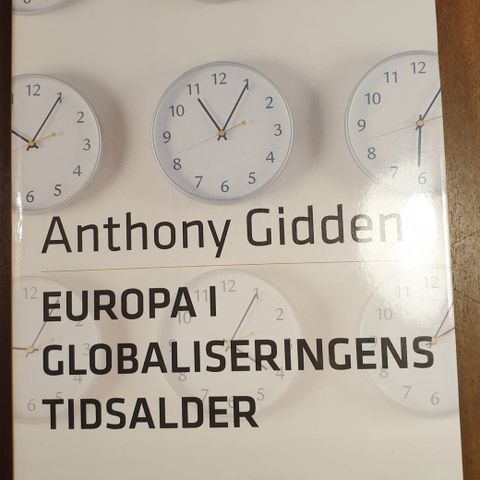 Anthony Gidden
EUROPA I
GLOBALISERINGENS
TIDSALDER